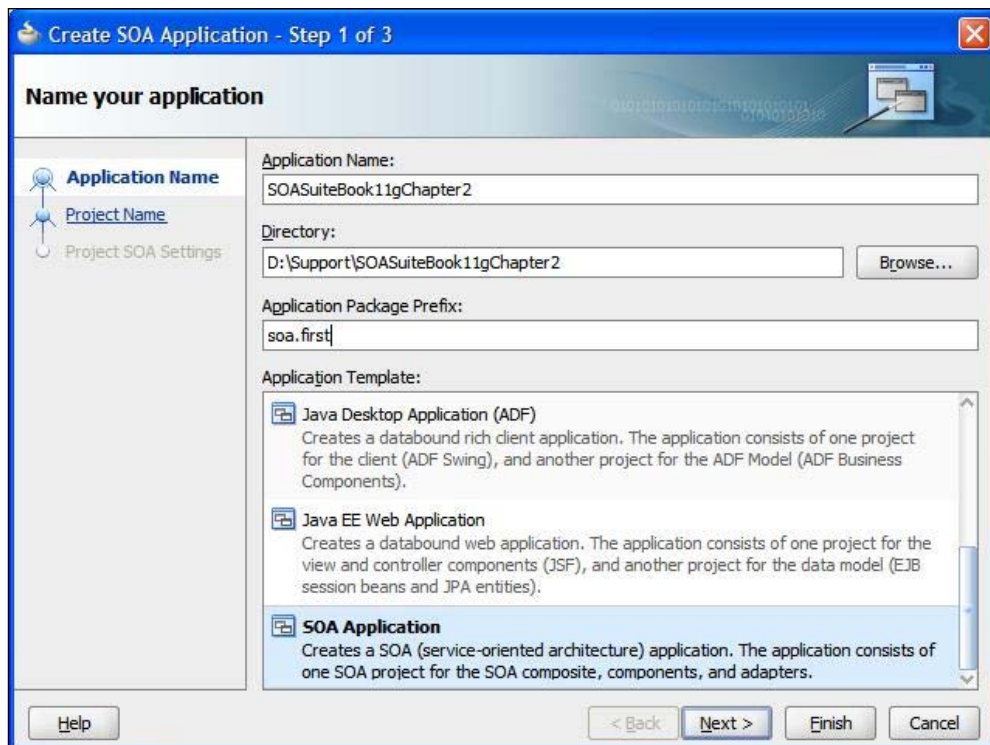 Create SOA Application - Step 1 of 3
Name your application
Application Name
Project Name
Project SOA Settings
Application Name:
SOASuiteBook11gChapter2
Directory:
D:\Support\SOASuiteBook11gChapter2
Browse...
Application Package Prefix:
soa.first
Application Template:
Java Desktop Application (ADF)
Creates a databound rich client application. The application consists of one project
for the client (ADF Swing), and another project for the ADF Model (ADF Business
Components).
Java EE Web Application
Creates a databound web application. The application consists of one project for the
view and controller components (JSF), and another project for the data model (EJB
session beans and JPA entities).
SOA Application
Creates a SOA (service-oriented architecture) application. The application consists of
one SOA project for the SOA composite, components, and adapters.
Help
< Back
Next >
Finish
Cancel